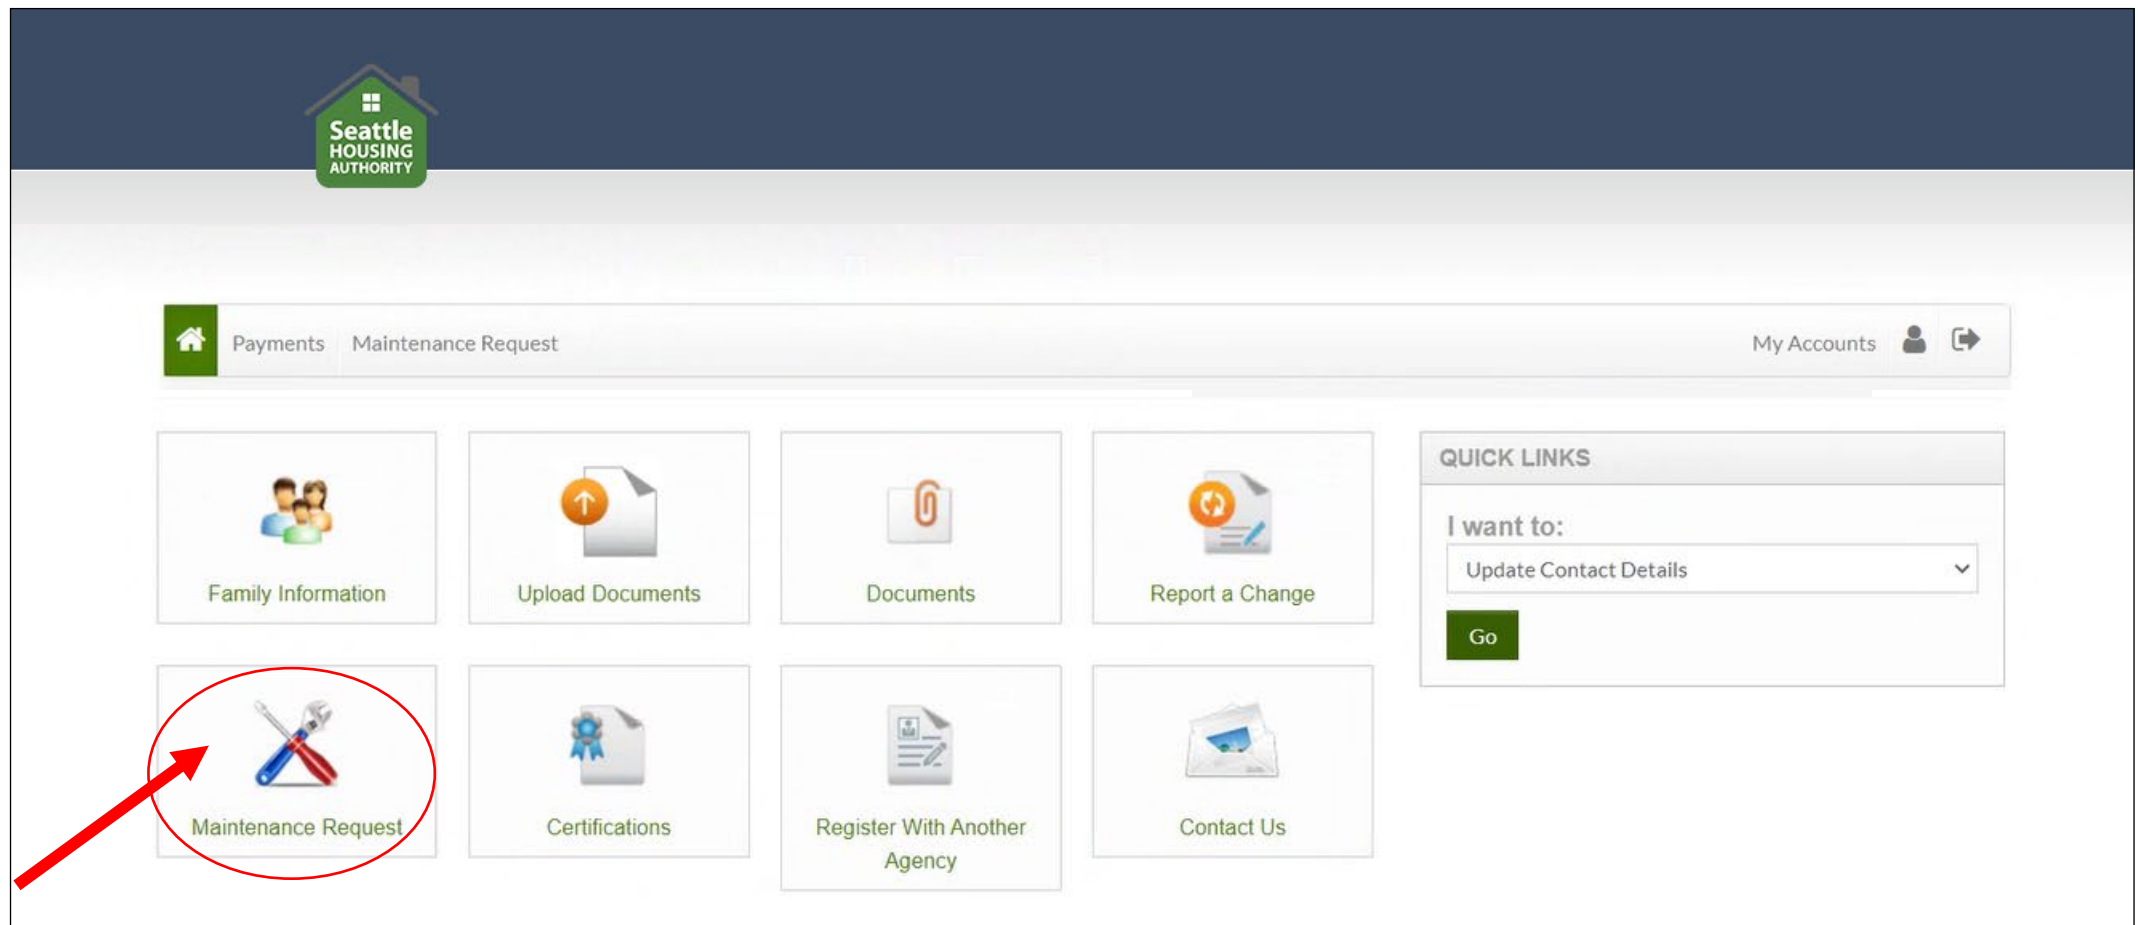 Seattle
HOUSING
AUTHORITY
Payments Maintenance Request My Accounts
Family Information
Upload Documents
Documents
Report a Change
QUICK LINKS
I want to:
Update Contact Details
Go
Maintenance Request
Certifications
Register With Another
Agency
Contact Us